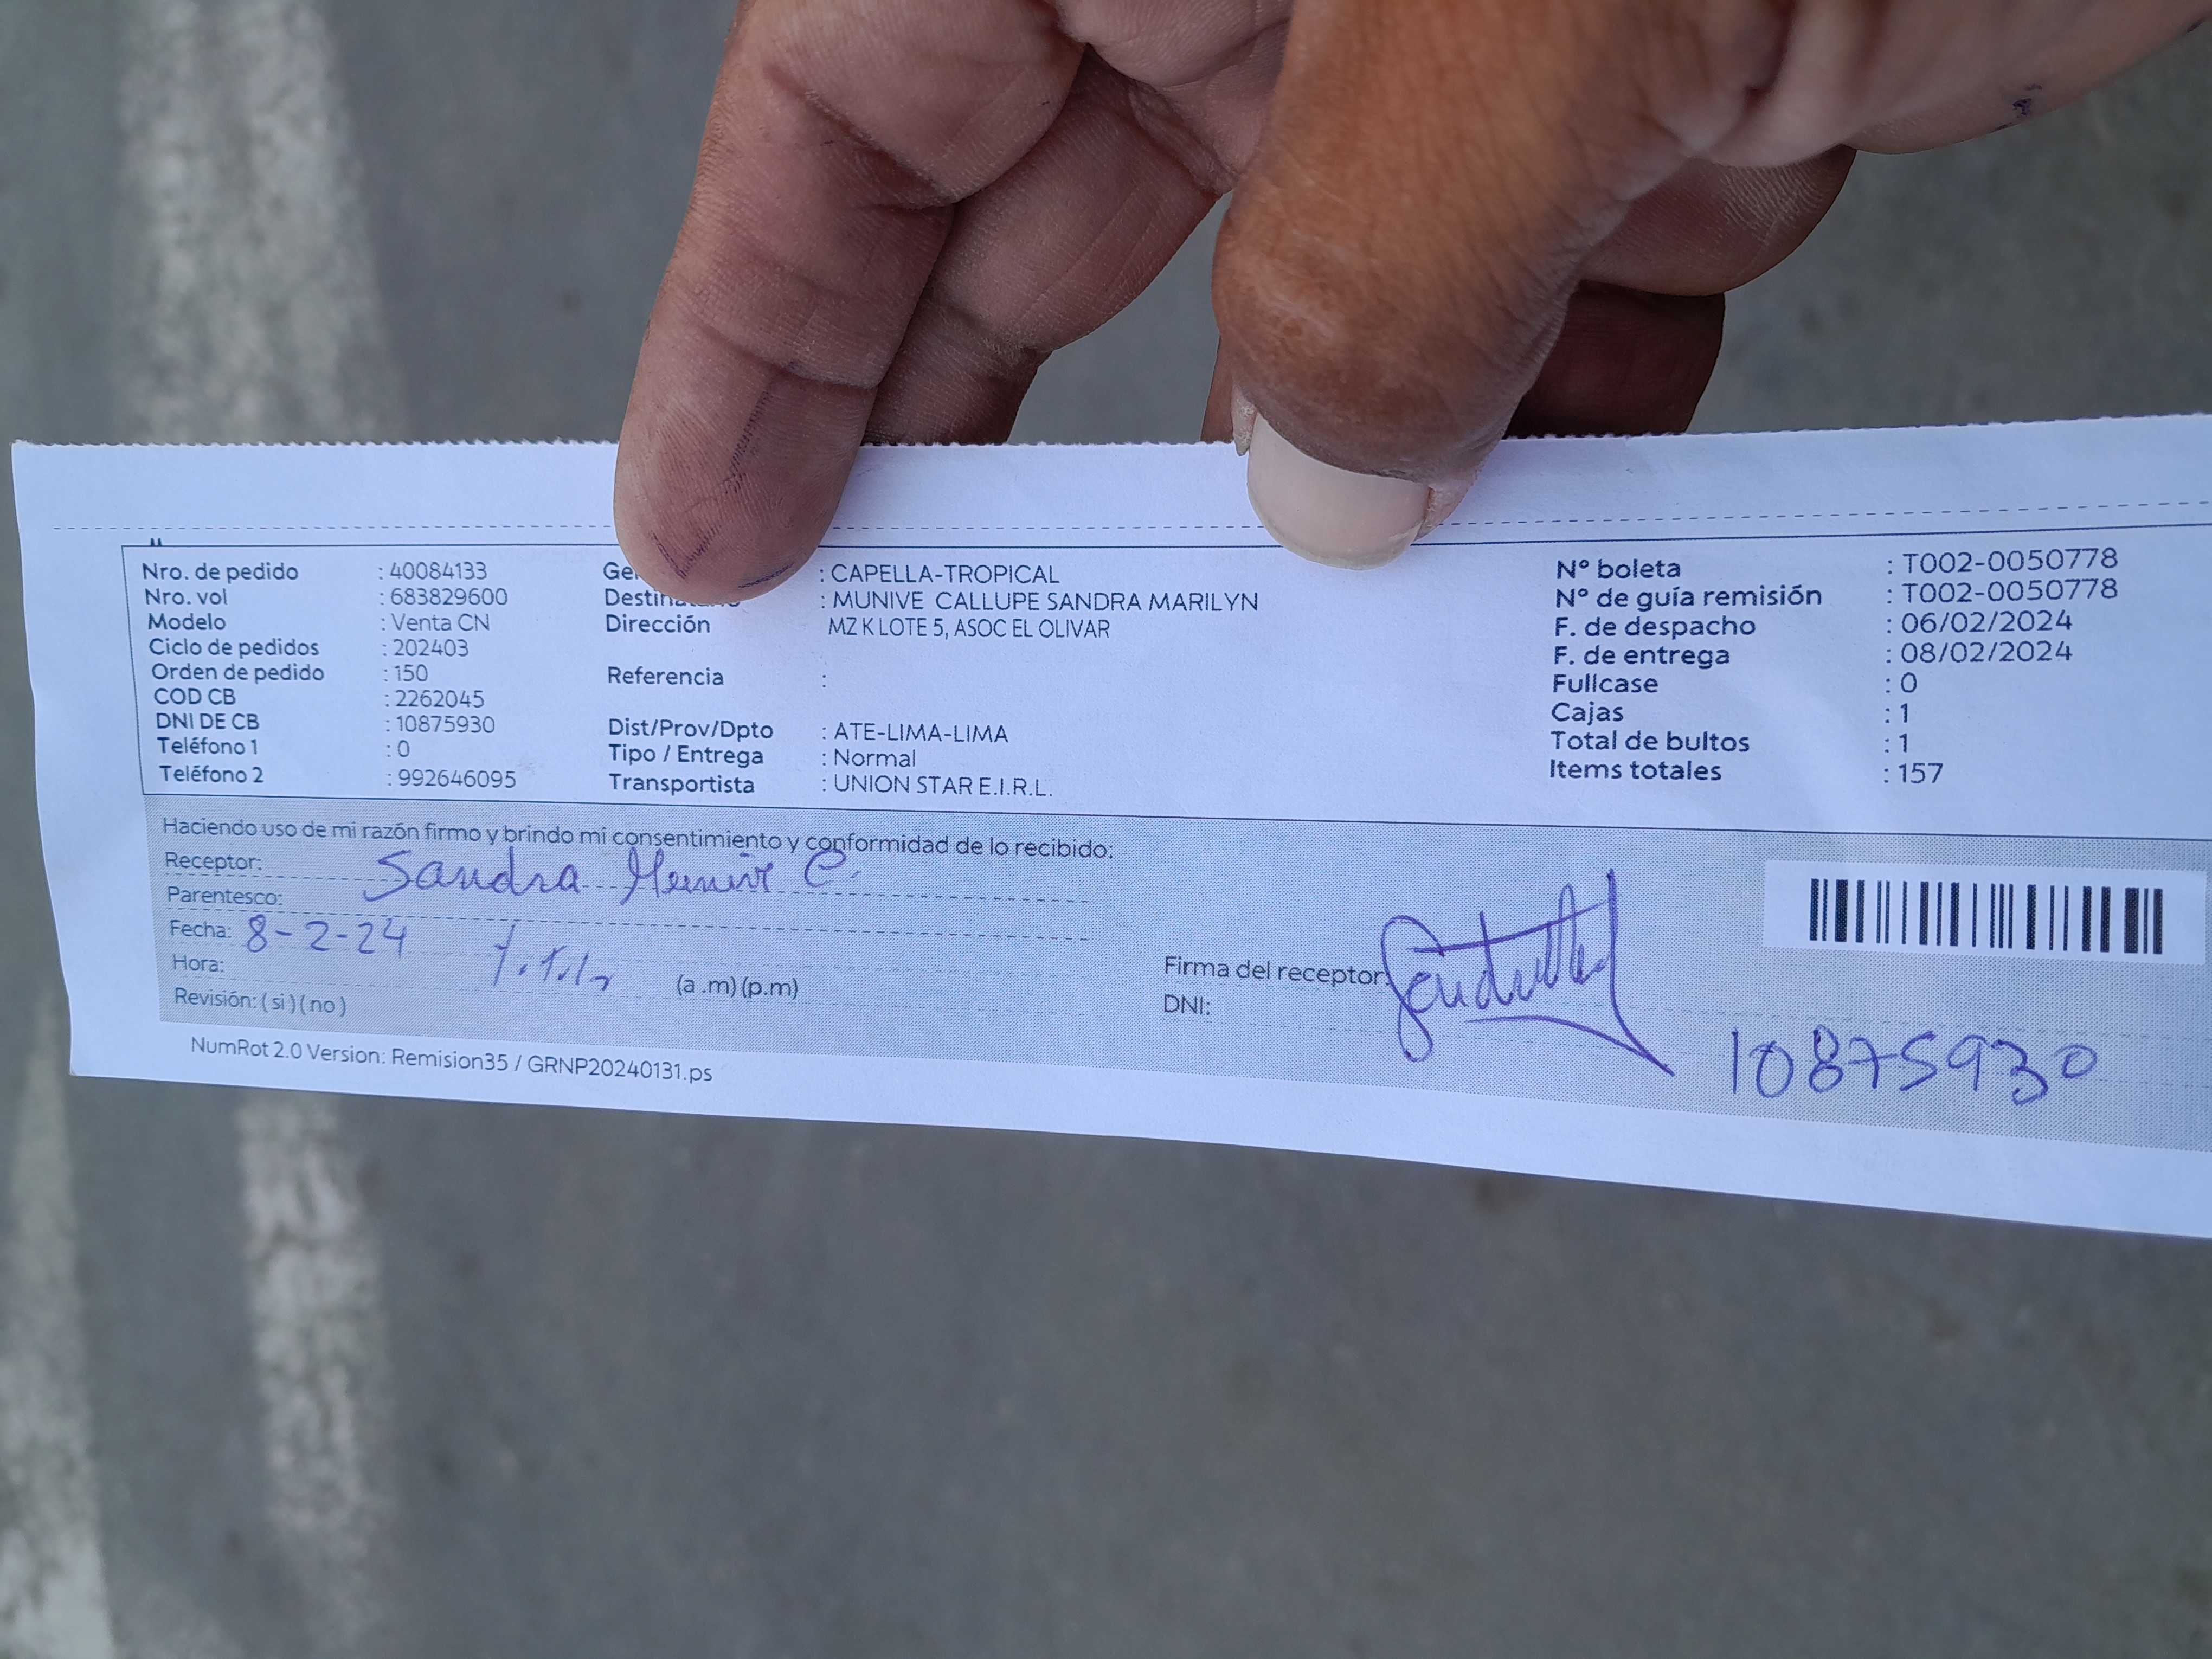 Nro. de pedido : 40084133
Nro. vol : 683829600
Modelo : Venta CN
Ciclo de pedidos : 202403
Orden de pedido : 150
COD CB : 2262045
DNI DE CB : 10875930
Teléfono 1 : 0
Teléfono 2 : 992646095
: CAPELLA-TROPICAL
Destinatario : MUNIVE CALLUPE SANDRA MARILYN
Dirección MZ K LOTE 5, ASOC EL OLIVAR
Referencia :
Dist/Prov/Dpto : ATE-LIMA-LIMA
Tipo / Entrega : Normal
Transportista : UNION STAR E.I.R.L.
N° boleta : T002-0050778
N° de guía remisión : T002-0050778
F. de despacho : 06/02/2024
F. de entrega : 08/02/2024
Fullcase : 0
Cajas : 1
Total de bultos : 1
Items totales : 157
Haciendo uso de mi razón firmo y brindo mi consentimiento y conformidad de lo recibido:
Receptor: Sandra Munive C.
Parentesco:
Fecha: 8-2-24
Hora: (a .m) (p.m)
Revisión: ( si ) ( no )
Firma del receptor:
DNI: 10875930
NumRot 2.0 Version: Remision35 / GRNP20240131.ps